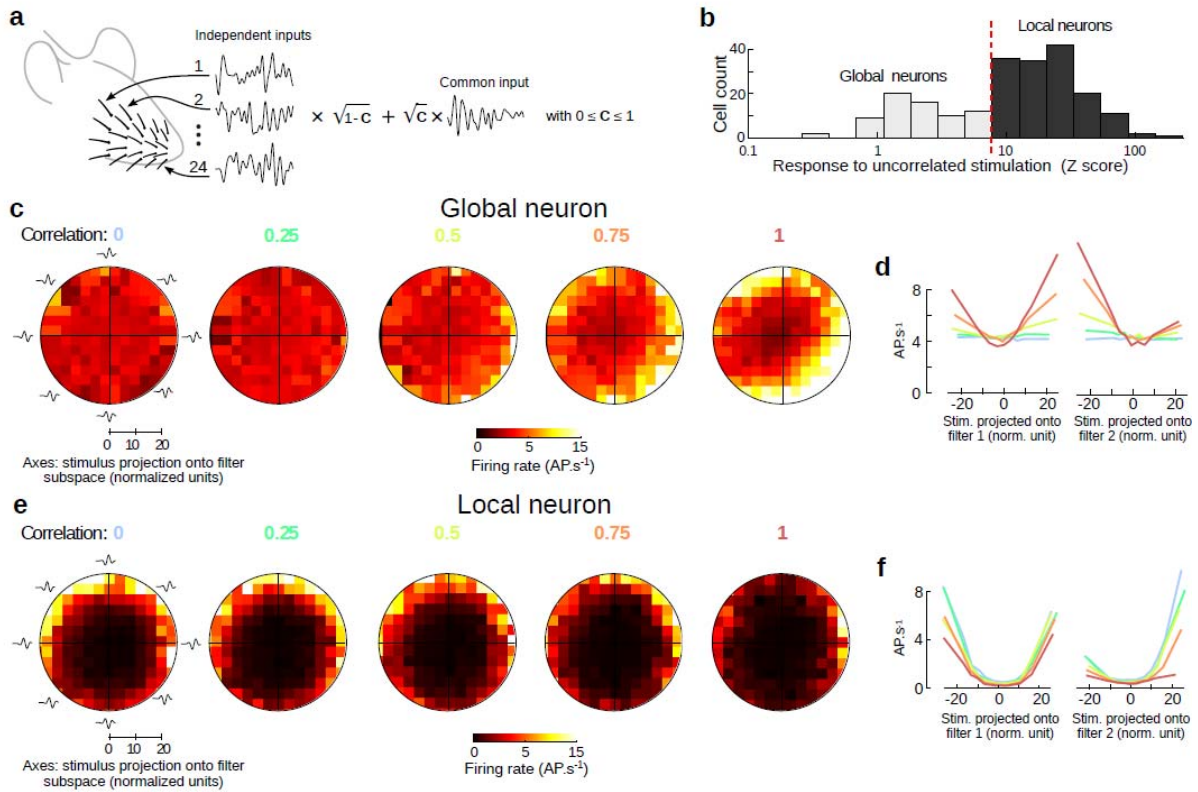 a
Independent inputs
1
2
24
× √1-C + √C ×
Common input
with 0 ≤ C ≤ 1
b
Global neurons
Local neurons
Cell count
40
20
0
0.1 1 10 100
Response to uncorrelated stimulation (Z score)
c
Global neuron
Correlation: 0 0.25 0.5 0.75 1
0 10 20
Axes: stimulus projection onto filter
subspace (normalized units)
0 5 15
Firing rate (AP.s⁻¹)
d
AP.s⁻¹
8
4
0
-20 0 20
Stim. projected onto
filter 1 (norm. unit)
-20 0 20
Stim. projected onto
filter 2 (norm. unit)
e
Local neuron
Correlation: 0 0.25 0.5 0.75 1
0 10 20
Axes: stimulus projection onto filter
subspace (normalized units)
0 5 15
Firing rate (AP.s⁻¹)
f
AP.s⁻¹
8
4
0
-20 0 20
Stim. projected onto
filter 1 (norm. unit)
-20 0 20
Stim. projected onto
filter 2 (norm. unit)